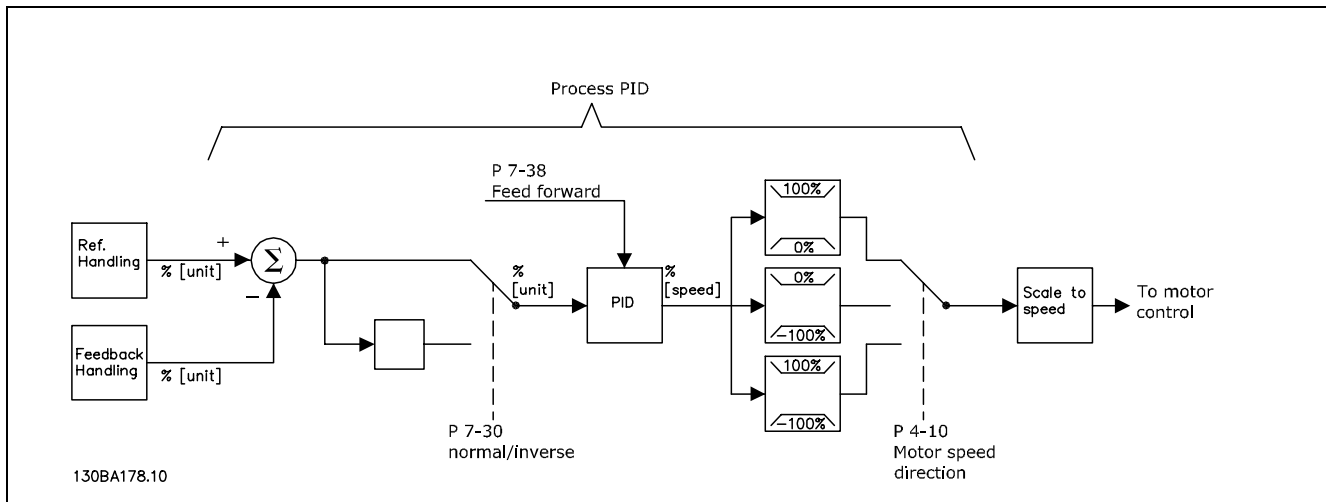 Process PID
P 7-38
Feed forward
Ref.
Handling
% [unit]
+
Σ
−
Feedback
Handling
% [unit]
P 7-30
normal/inverse
%
[unit]
PID
%
[speed]
100%
0%
0%
-100%
100%
-100%
P 4-10
Motor speed
direction
Scale to
speed
To motor
control
130BA178.10